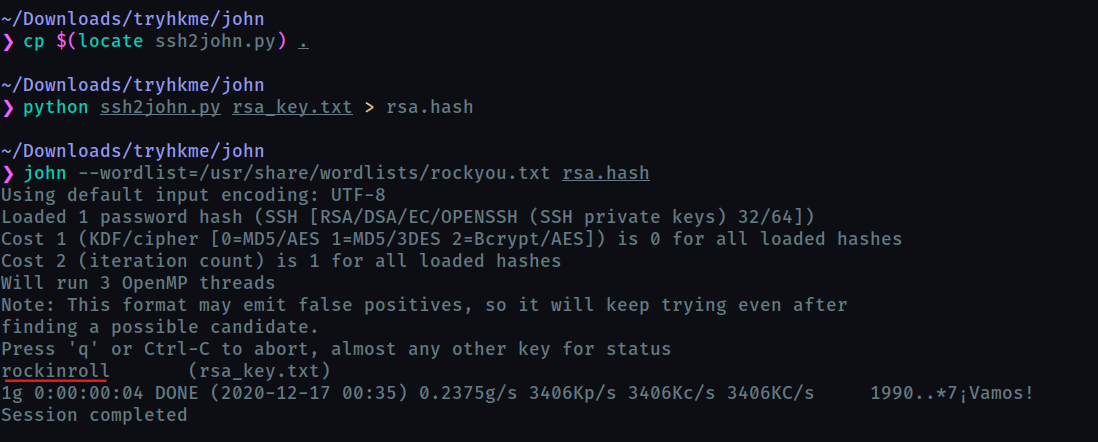 ~/Downloads/tryhkme/john
❯ cp $(locate ssh2john.py) .
~/Downloads/tryhkme/john
❯ python ssh2john.py rsa_key.txt > rsa.hash
~/Downloads/tryhkme/john
❯ john --wordlist=/usr/share/wordlists/rockyou.txt rsa.hash
Using default input encoding: UTF-8
Loaded 1 password hash (SSH [RSA/DSA/EC/OPENSSH (SSH private keys) 32/64])
Cost 1 (KDF/cipher [0=MD5/AES 1=MD5/3DES 2=Bcrypt/AES]) is 0 for all loaded hashes
Cost 2 (iteration count) is 1 for all loaded hashes
Will run 3 OpenMP threads
Note: This format may emit false positives, so it will keep trying even after
finding a possible candidate.
Press 'q' or Ctrl-C to abort, almost any other key for status
rockinroll       (rsa_key.txt)
1g 0:00:00:04 DONE (2020-12-17 00:35) 0.2375g/s 3406Kp/s 3406Kc/s 3406KC/s     1990..*7¡Vamos!
Session completed